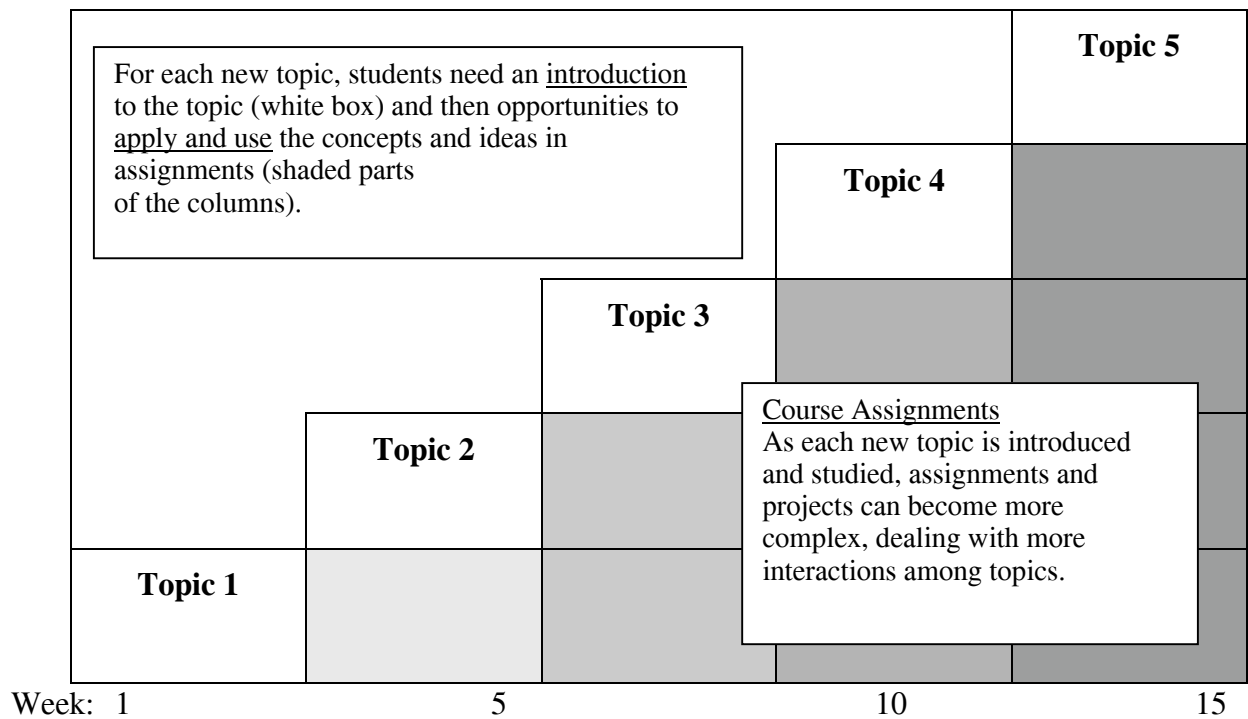 Topic 5
For each new topic, students need an introduction
to the topic (white box) and then opportunities to
apply and use the concepts and ideas in
assignments (shaded parts
of the columns).
Topic 4
Topic 3
Course Assignments
As each new topic is introduced
and studied, assignments and
projects can become more
complex, dealing with more
interactions among topics.
Topic 2
Topic 1
Week: 1 5 10 15